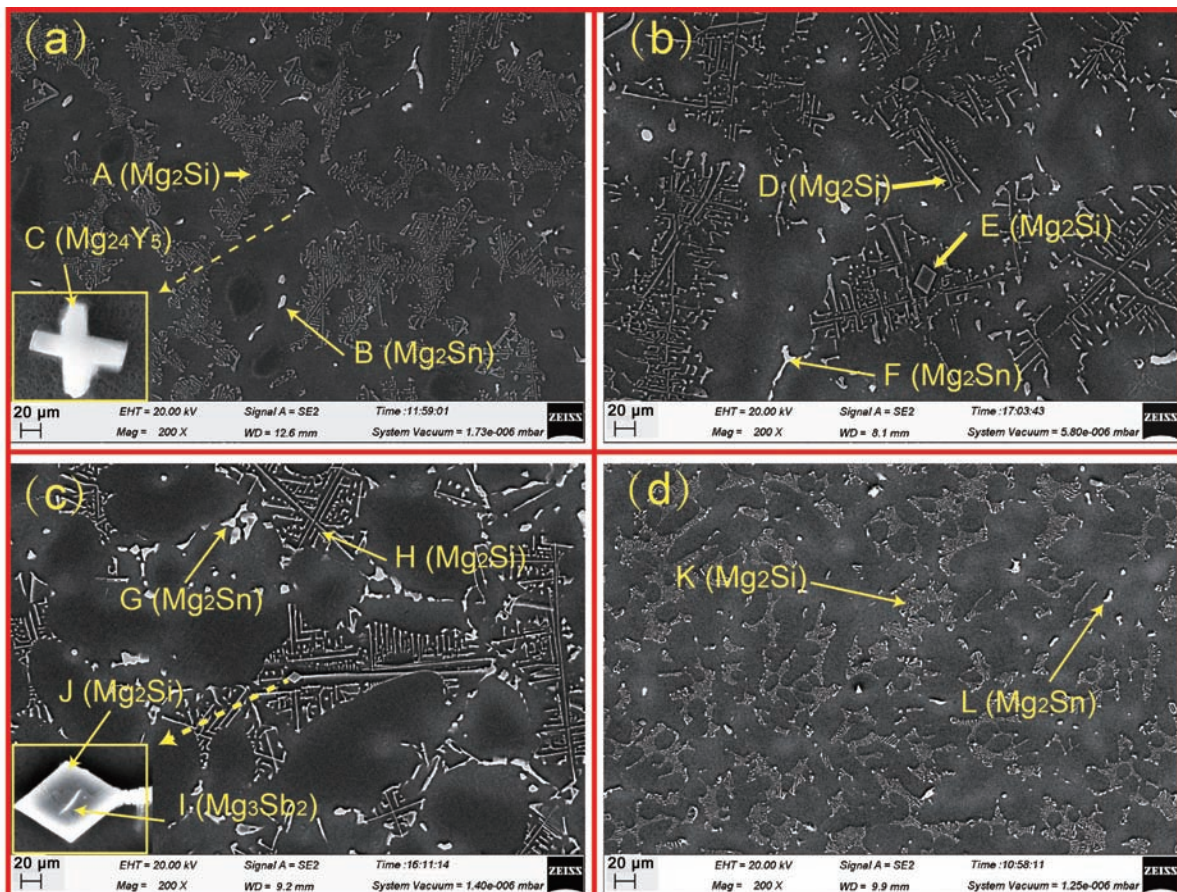 (a)
A (Mg2Si)
C (Mg24Y5)
B (Mg2Sn)
20 µm
EHT = 20.00 kV Signal A = SE2 Time :11:59:01
Mag = 200 X WD = 12.6 mm System Vacuum = 1.73e-006 mbar
ZEISS
(b)
D (Mg2Si)
E (Mg2Si)
F (Mg2Sn)
20 µm
EHT = 20.00 kV Signal A = SE2 Time :17:03:43
Mag = 200 X WD = 8.1 mm System Vacuum = 5.80e-006 mbar
ZEISS
(c)
H (Mg2Si)
G (Mg2Sn)
J (Mg2Si)
I (Mg3Sb2)
20 µm
EHT = 20.00 kV Signal A = SE2 Time :16:11:14
Mag = 200 X WD = 9.2 mm System Vacuum = 1.40e-006 mbar
ZEISS
(d)
K (Mg2Si)
L (Mg2Sn)
20 µm
EHT = 20.00 kV Signal A = SE2 Time :10:58:11
Mag = 200 X WD = 9.9 mm System Vacuum = 1.25e-006 mbar
ZEISS